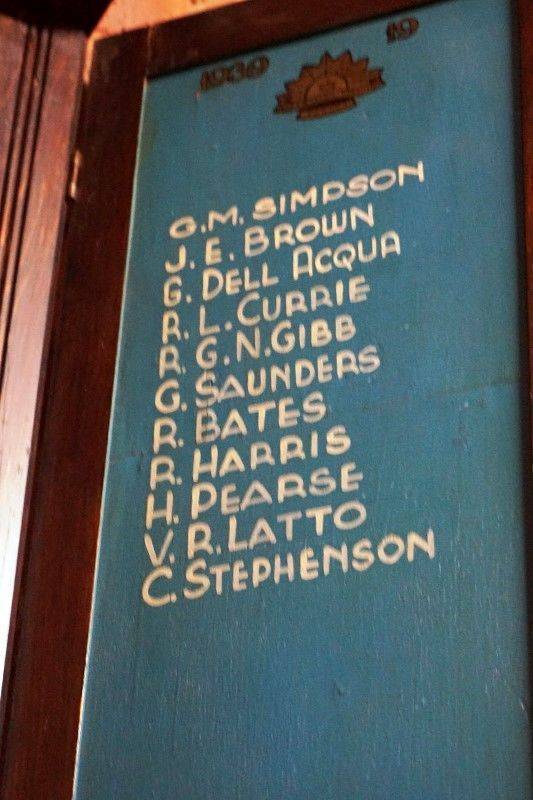 1939 19
G.M. SIMPSON
J. E. BROWN
G. DELL ACQUA
R. L. CURRIE
R. G. N. GIBB
G. SAUNDERS
R. BATES
R. HARRIS
H. PEARSE
V. R. LATTO
C. STEPHENSON